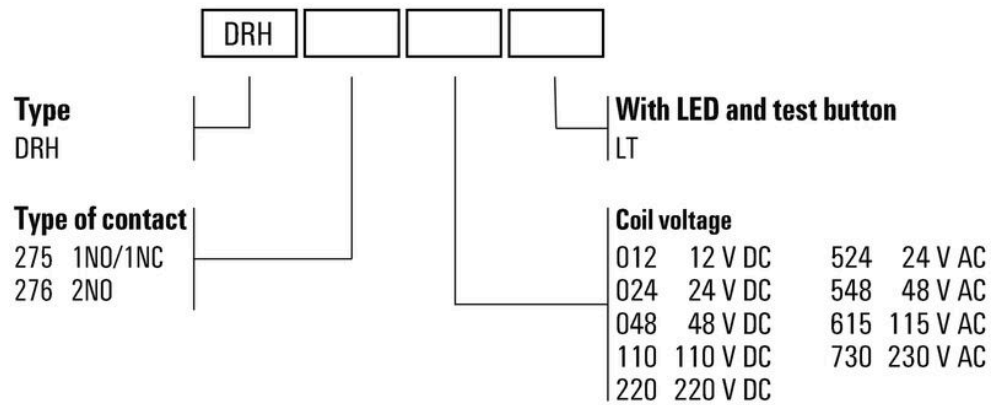 DRH
Type
DRH
With LED and test button
LT
Type of contact
275 1NO/1NC
276 2NO
Coil voltage
012 12 V DC 524 24 V AC
024 24 V DC 548 48 V AC
048 48 V DC 615 115 V AC
110 110 V DC 730 230 V AC
220 220 V DC